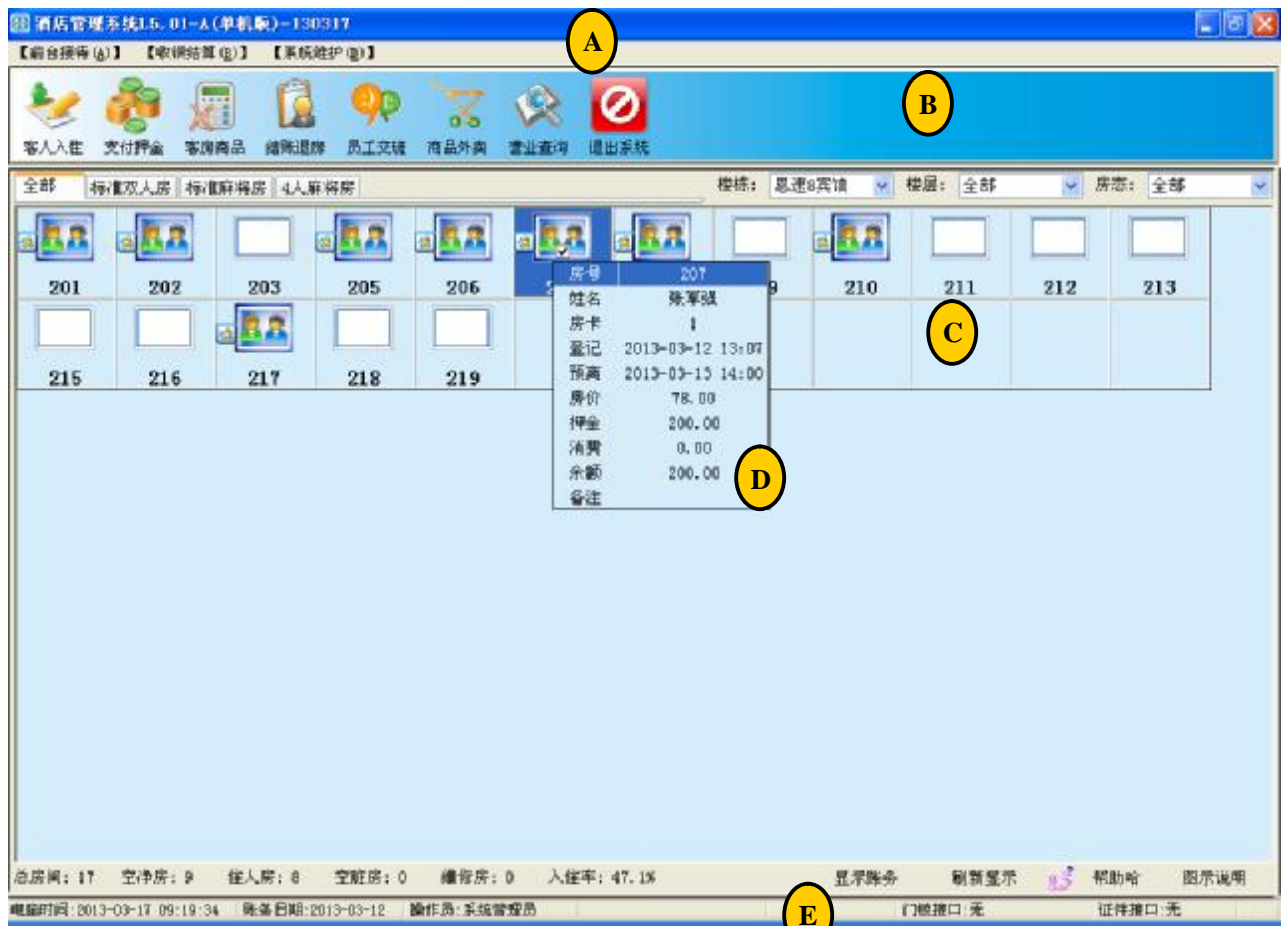 酒店管理系统L5.01-A(单机版)-130317
【前台接待(A)】 【收银结算(B)】 【系统维护(D)】
A
B
客人入住 支付押金 客房商品 结账退房 员工交班 商品外卖 营业查询 退出系统
全部 标准双人房 标准麻将房 4人麻将房 楼栋: 思速8宾馆 楼层: 全部 房态: 全部
201 202 203 205 206 2 9 210 211 212 213
215 216 217 218 219
C
房号 207
姓名 张军强
房卡 1
登记 2013-03-12 13:07
预离 2013-03-13 14:00
房价 78.00
押金 200.00
消费 0.00
余额 200.00
备注
D
总房间: 17 空净房: 9 住人房: 8 空脏房: 0 维修房: 0 入住率: 47.1% 显示账务 刷新显示 帮助哈 图示说明
电脑时间:2013-03-17 09:19:34 账务日期:2013-03-12 操作员:系统管理员 门锁接口:无 证件接口:无
E